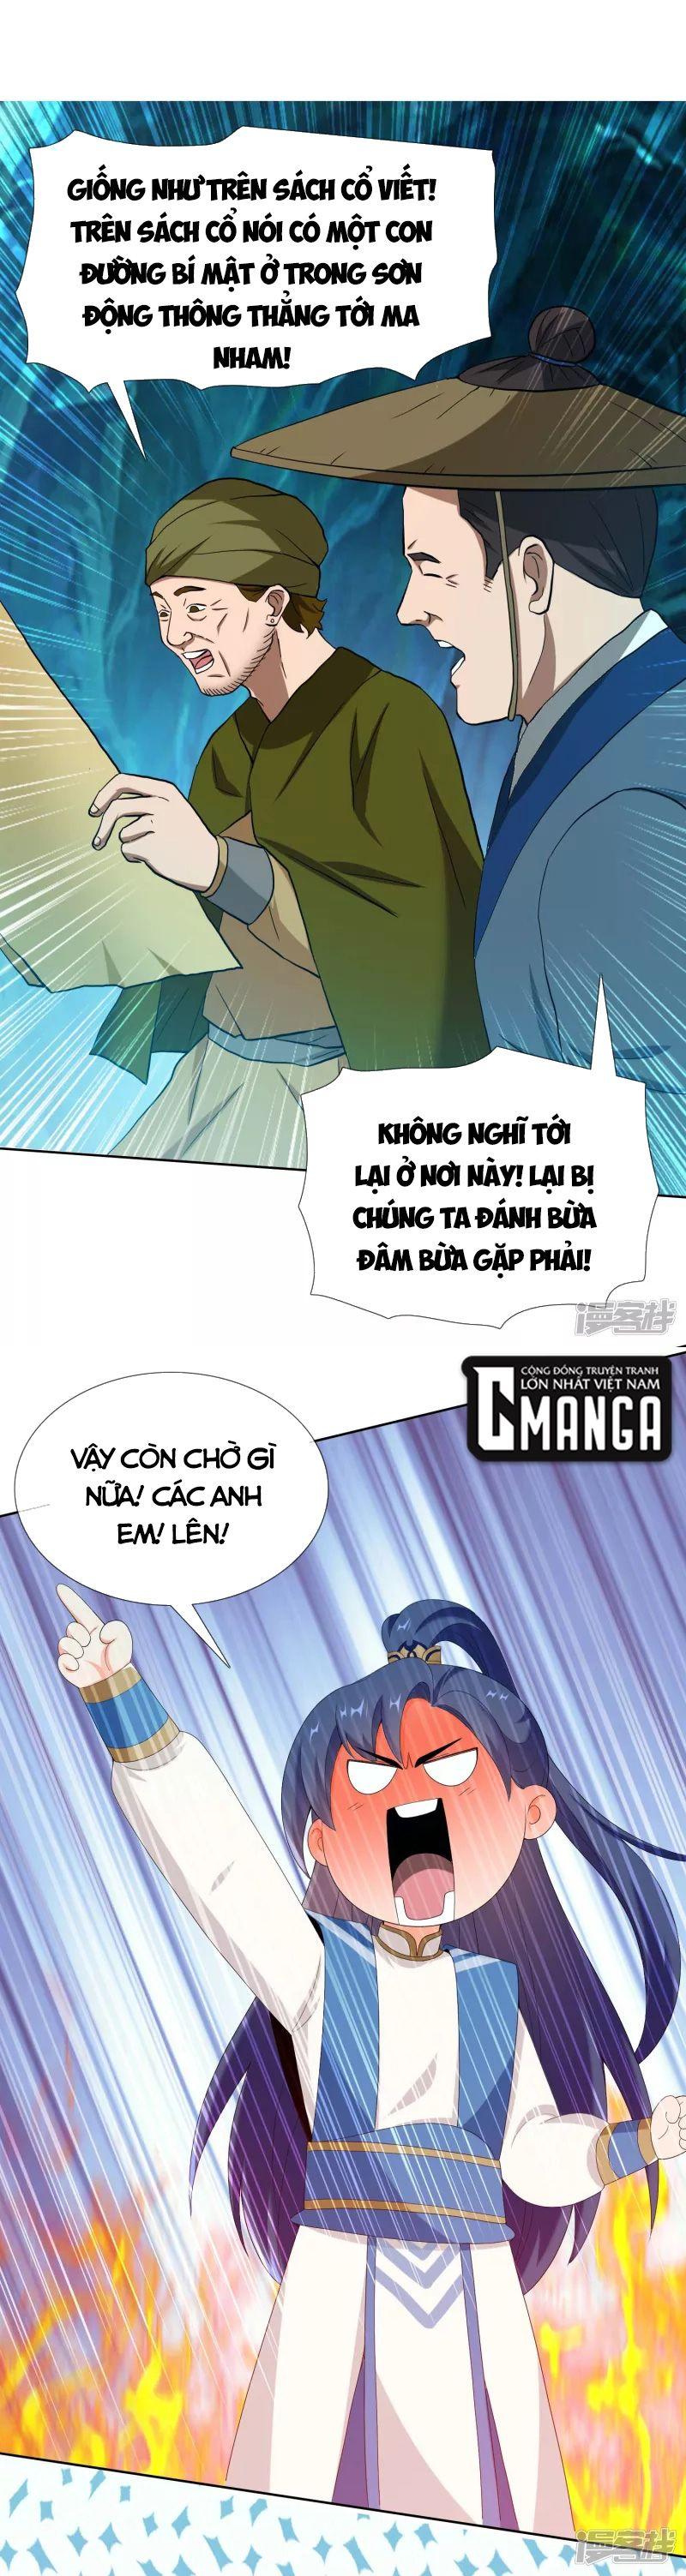 GIỐNG NHƯ TRÊN SÁCH CỔ VIẾT!
TRÊN SÁCH CỔ NÓI CÓ MỘT CON
ĐƯỜNG BÍ MẬT Ở TRONG SƠN
ĐỘNG THÔNG THẲNG TỚI MA
NHAM!
KHÔNG NGHĨ TỚI
LẠI Ở NƠI NÀY! LẠI BỊ
CHÚNG TA ĐÁNH BỪA
ĐÂM BỪA GẶP PHẢI!
漫客栈
CỘNG ĐỒNG TRUYỆN TRANH
LỚN NHẤT VIỆT NAM
CMANGA
VẬY CÒN CHỜ GÌ
NỮA! CÁC ANH
EM! LÊN!
漫客栈